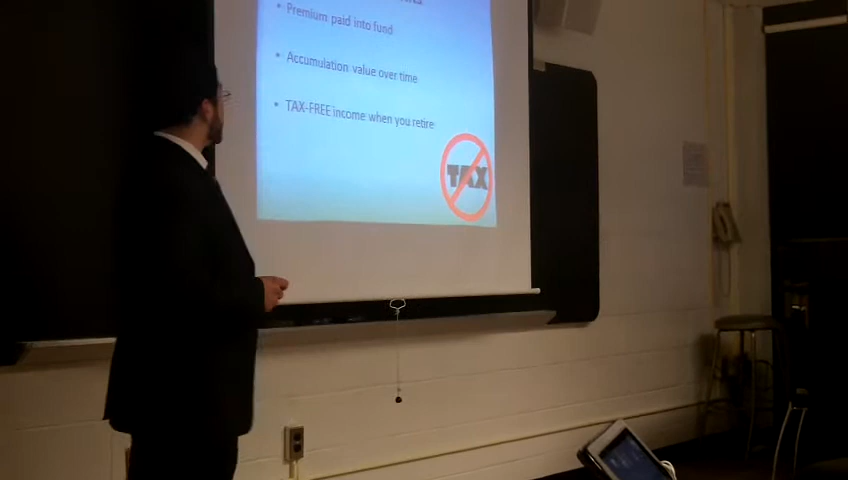 • Premium paid into fund
• Accumulation value over time
• TAX-FREE income when you retire
TAX